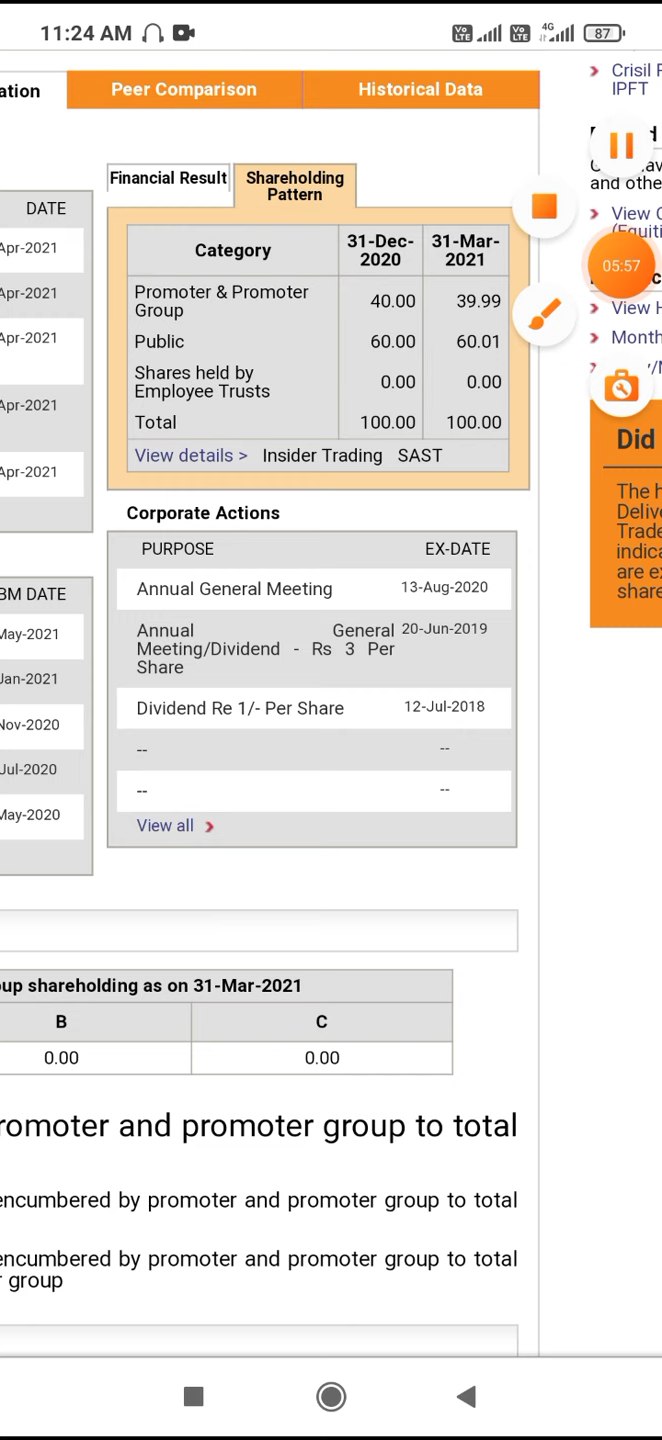 11:24 AM
Vo LTE
Vo LTE
4G
87
ation
Peer Comparison
Historical Data
Crisil
IPFT
and othe
View
05:57
View H
Month
Did
The h
Deliv
Trade
indica
are e
share
DATE
Apr-2021
Apr-2021
Apr-2021
Apr-2021
Apr-2021
BM DATE
May-2021
Jan-2021
Nov-2020
Jul-2020
May-2020
Financial Result
Shareholding
Pattern
Category 31-Dec- 31-Mar-
2020 2021
Promoter & Promoter
Group 40.00 39.99
Public 60.00 60.01
Shares held by
Employee Trusts 0.00 0.00
Total 100.00 100.00
View details > Insider Trading SAST
Corporate Actions
PURPOSE EX-DATE
Annual General Meeting 13-Aug-2020
Annual General 20-Jun-2019
Meeting/Dividend - Rs 3 Per
Share
Dividend Re 1/- Per Share 12-Jul-2018
-- --
-- --
View all
oup shareholding as on 31-Mar-2021
B C
0.00 0.00
romoter and promoter group to total
encumbered by promoter and promoter group to total
encumbered by promoter and promoter group to total
r group